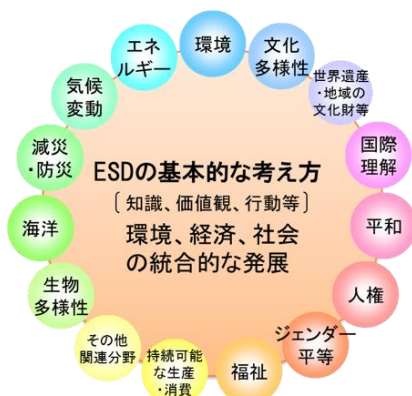 ESDの基本的な考え方
〔知識、価値観、行動等〕
環境、経済、社会
の統合的な発展
環境
文化
多様性
世界遺産
・地域の
文化財等
国際
理解
平和
人権
ジェンダー
平等
福祉
持続可能
な生産
・消費
その他
関連分野
生物
多様性
海洋
減災
・防災
気候
変動
エネ
ルギー